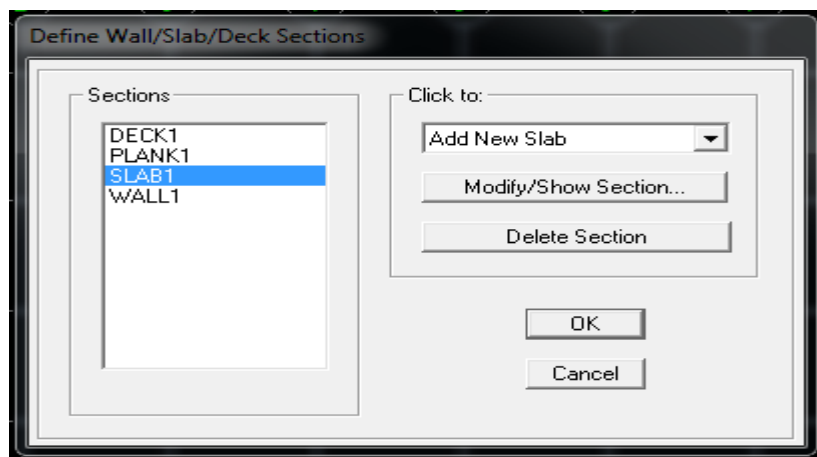 Define Wall/Slab/Deck Sections
Sections
DECK1
PLANK1
SLAB1
WALL1
Click to:
Add New Slab
Modify/Show Section...
Delete Section
OK
Cancel